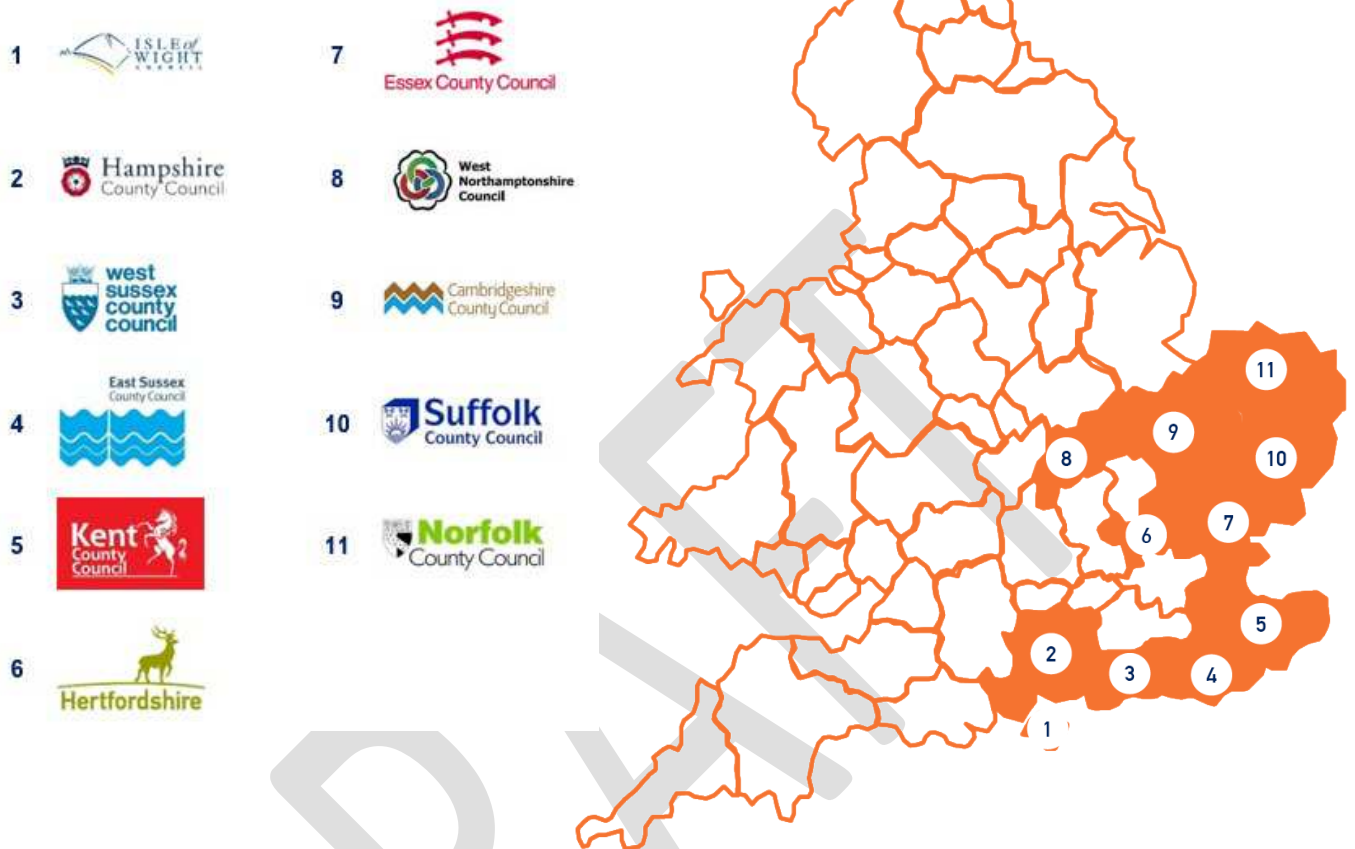 1
ISLE of
WIGHT
COUNCIL
2
Hampshire
County Council
3
west
sussex
county
council
4
East Sussex
County Council
5
Kent
County
Council
6
Hertfordshire
7
Essex County Council
8
West
Northamptonshire
Council
9
Cambridgeshire
County Council
10
Suffolk
County Council
11
Norfolk
County Council
11
9
8
10
7
6
5
2
3
4
1